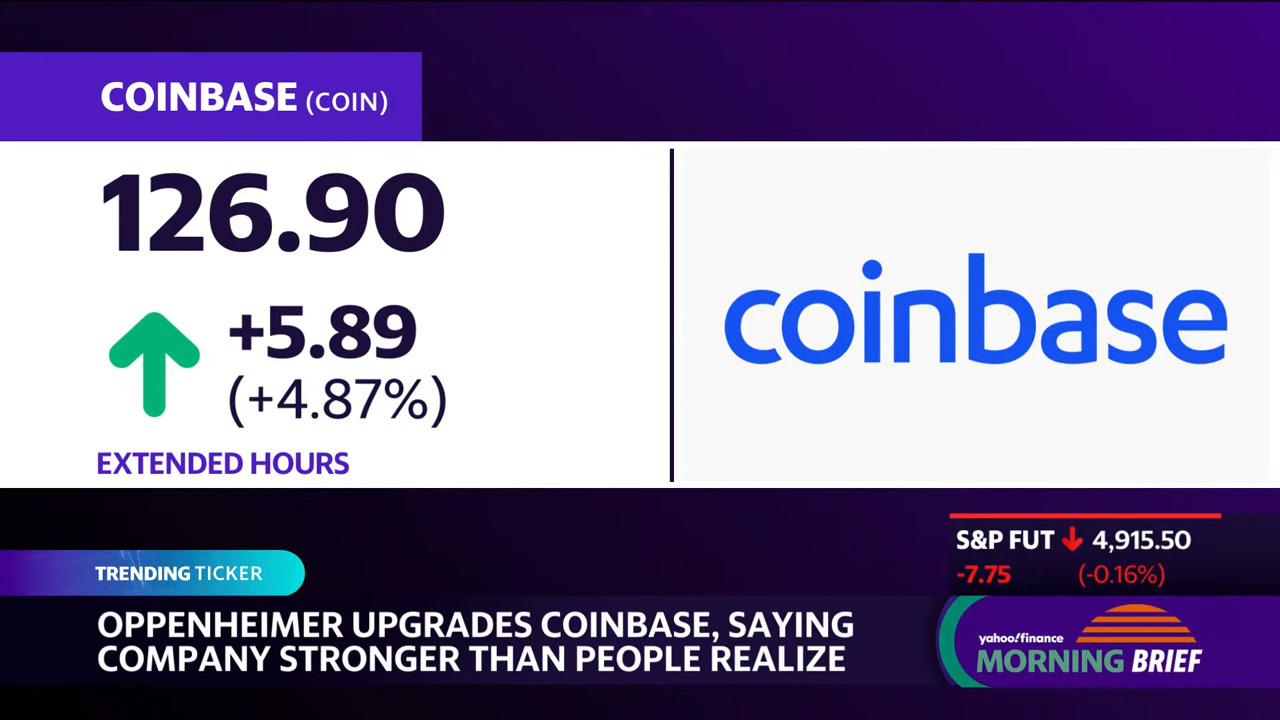 COINBASE (COIN)
126.90
+5.89
(+4.87%)
EXTENDED HOURS
coinbase
TRENDING TICKER
OPPENHEIMER UPGRADES COINBASE, SAYING
COMPANY STRONGER THAN PEOPLE REALIZE
S&P FUT 4,915.50
-7.75 (-0.16%)
yahoo!finance
MORNING BRIEF